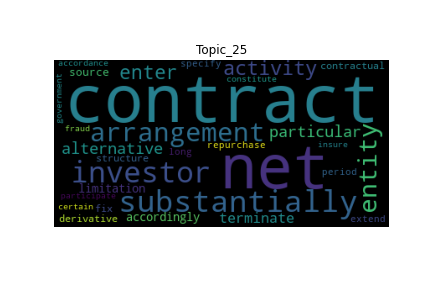 Topic_25
accordance specify
source enter activity contractual
constitute
government
contract
fraud arrangement particular
alternative repurchase insure
structure long
investor net period
limitation
participate substantially entity
certain fix
derivative accordingly terminate extend